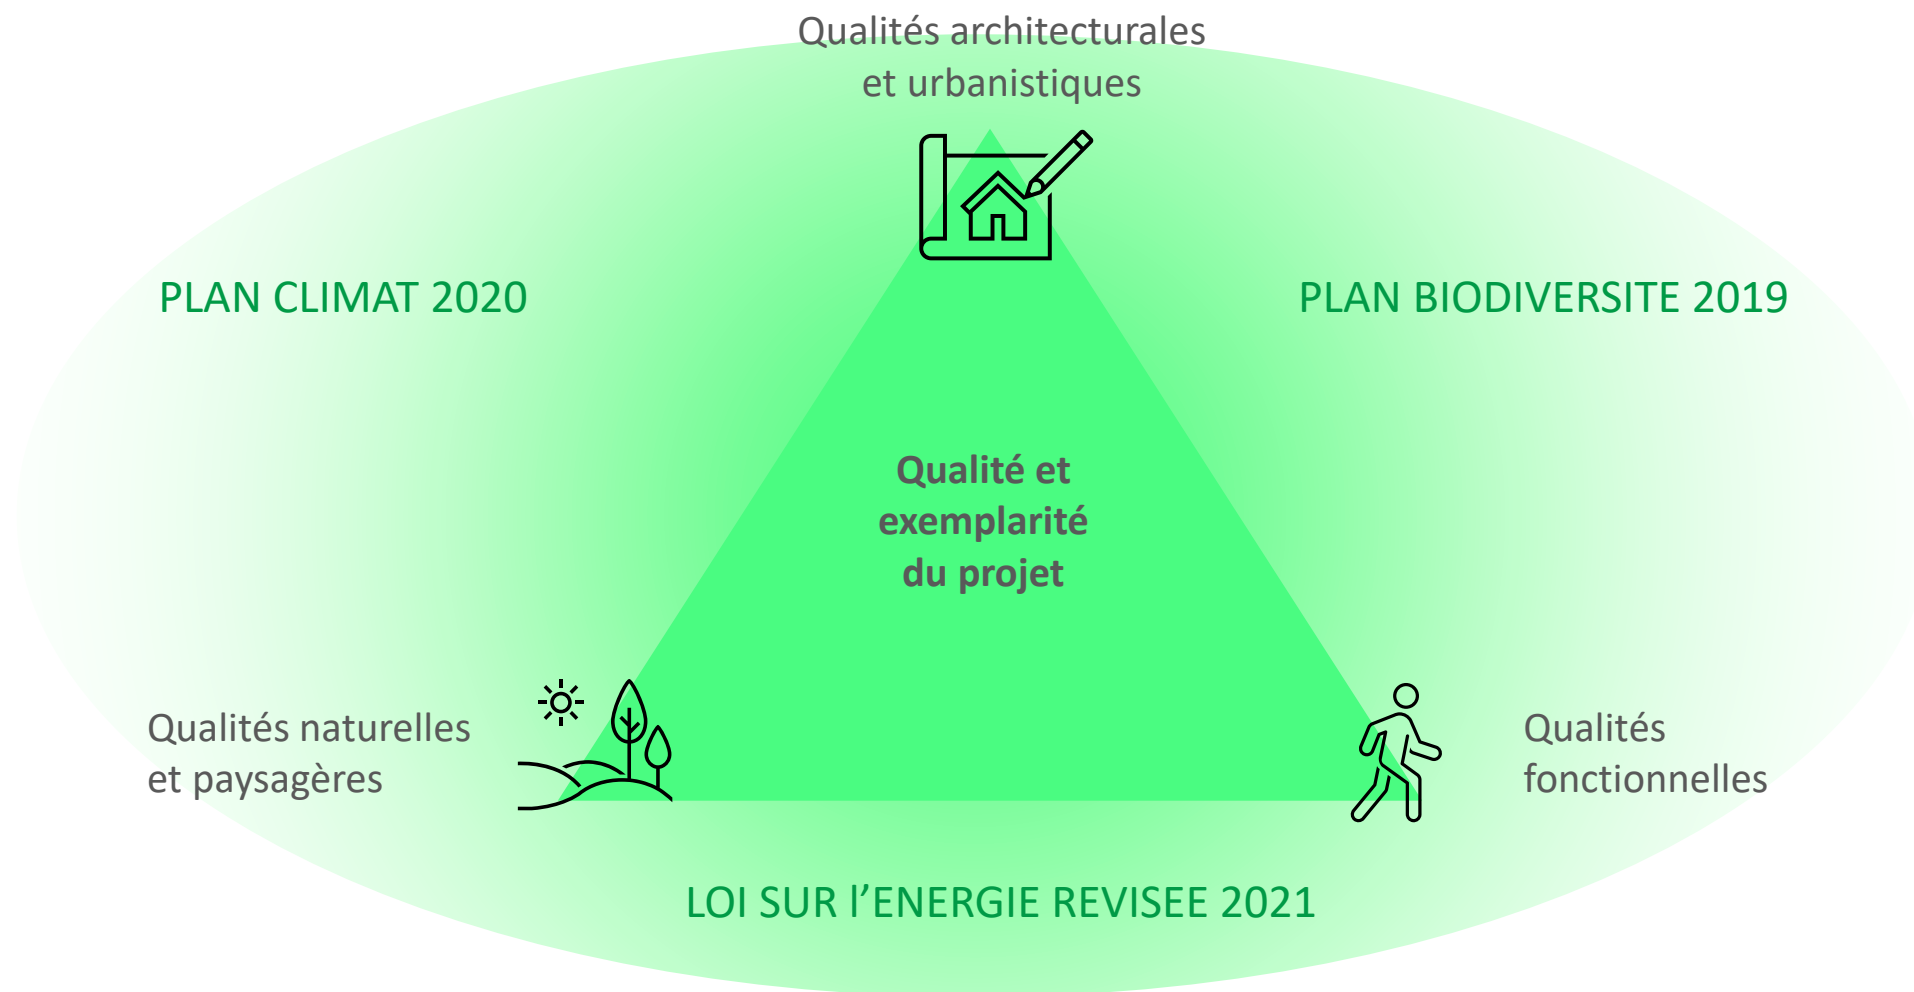 Qualités architecturales
et urbanistiques
PLAN CLIMAT 2020
PLAN BIODIVERSITE 2019
Qualité et
exemplarité
du projet
Qualités naturelles
et paysagères
Qualités
fonctionnelles
LOI SUR l’ENERGIE REVISEE 2021